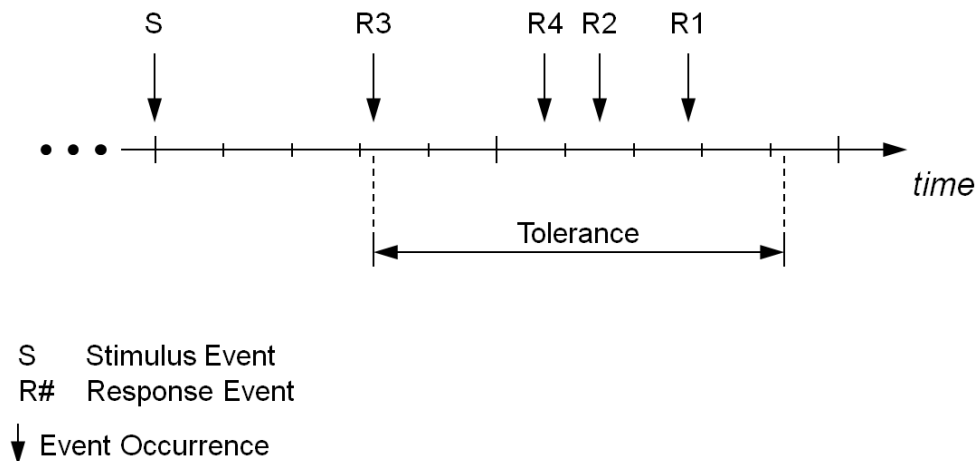 S R3 R4 R2 R1
time
Tolerance
S Stimulus Event
R# Response Event
Event Occurrence